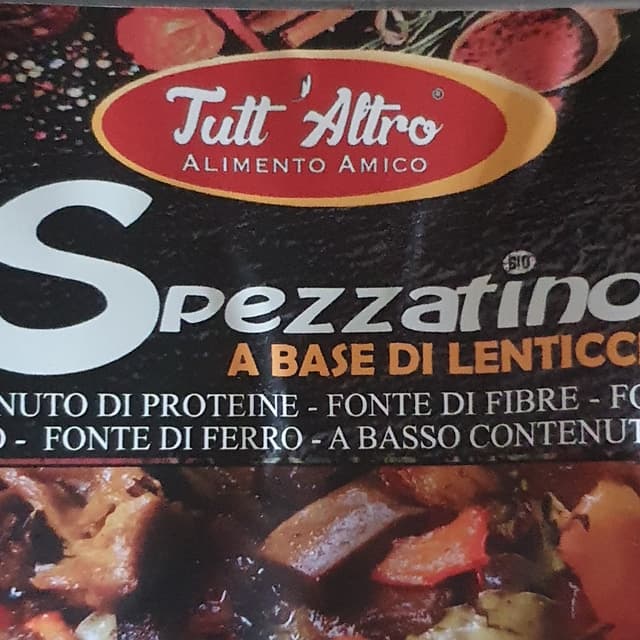 Tutt'Altro®
ALIMENTO AMICO
BIO
Spezzatino
A BASE DI LENTICC
NUTO DI PROTEINE - FONTE DI FIBRE - FO
O - FONTE DI FERRO - A BASSO CONTENUT